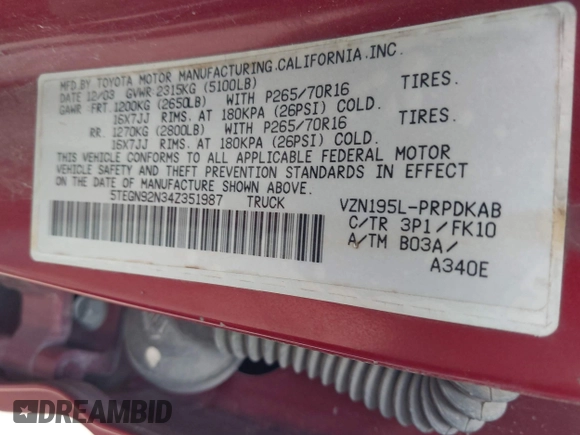 MFD.BY TOYOTA MOTOR MANUFACTURING.CALIFORNIA.INC.
DATE 12/03 GVWR 2315KG (5100LB)
GAWR FRT.1200KG (2650LB) WITH P265/70R16 TIRES.
16X7JJ RIMS. AT 180KPA (26PSI) COLD.
RR. 1270KG (2800LB) WITH P265/70R16 TIRES.
16X7JJ RIMS. AT 180KPA (26PSI) COLD.
THIS VEHICLE CONFORMS TO ALL APPLICABLE FEDERAL MOTOR
VEHICLE SAFETY AND THEFT PREVENTION STANDARDS IN EFFECT ON THE
DATE OF MANUFACTURE SHOWN ABOVE.
5TEGN92N34Z351987 TRUCK VZN195L-PRPDKAB
C/TR 3P1/FK10
A/TM B03A/
A340E
DREAMBID